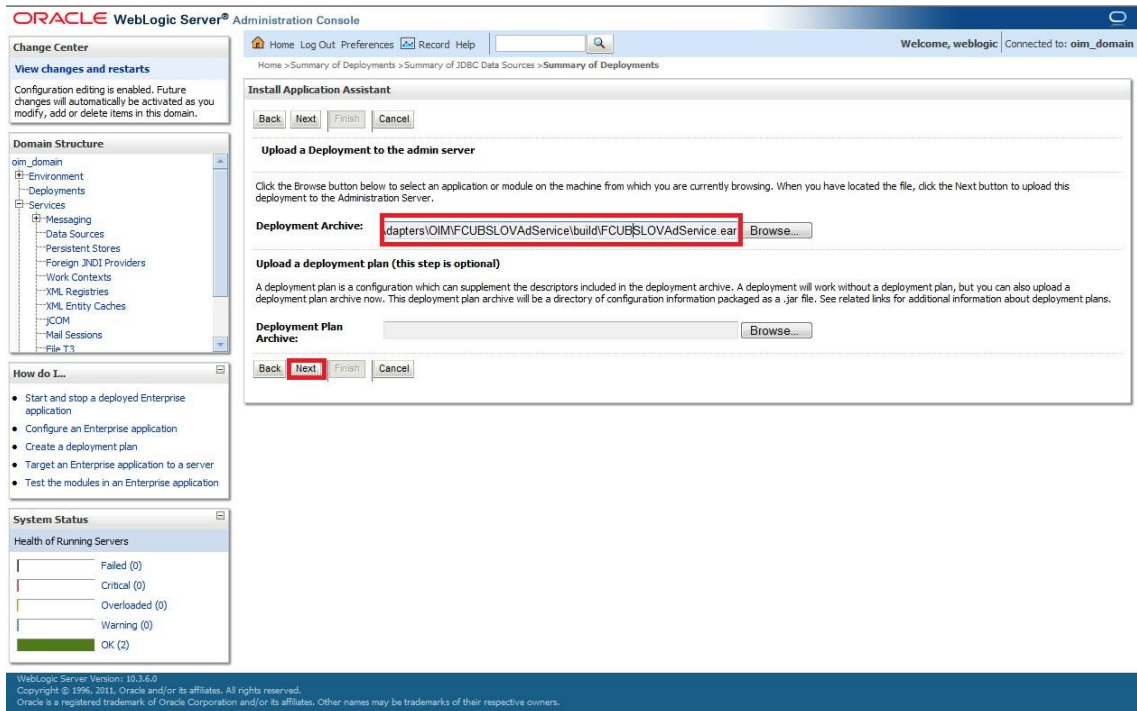 ORACLE WebLogic Server® Administration Console
Change Center
View changes and restarts
Configuration editing is enabled. Future
changes will automatically be activated as you
modify, add or delete items in this domain.
Domain Structure
oim_domain
Environment
Deployments
Services
Messaging
Data Sources
Persistent Stores
Foreign JNDI Providers
Work Contexts
XML Registries
XML Entity Caches
jCOM
Mail Sessions
File T3
How do I...
Start and stop a deployed Enterprise
application
Configure an Enterprise application
Create a deployment plan
Target an Enterprise application to a server
Test the modules in an Enterprise application
System Status
Health of Running Servers
Failed (0)
Critical (0)
Overloaded (0)
Warning (0)
OK (2)
Home Log Out Preferences Record Help
Welcome, weblogic Connected to: oim_domain
Home >Summary of Deployments >Summary of JDBC Data Sources >Summary of Deployments
Install Application Assistant
Back Next Finish Cancel
Upload a Deployment to the admin server
Click the Browse button below to select an application or module on the machine from which you are currently browsing. When you have located the file, click the Next button to upload this
deployment to the Administration Server.
Deployment Archive: dapters\OIM\FCUBSLOVAdService\build\FCUBSLOVAdService.ear Browse...
Upload a deployment plan (this step is optional)
A deployment plan is a configuration which can supplement the descriptors included in the deployment archive. A deployment will work without a deployment plan, but you can also upload a
deployment plan archive now. This deployment plan archive will be a directory of configuration information packaged as a .jar file. See related links for additional information about deployment plans.
Deployment Plan
Archive:
Browse...
Back Next Finish Cancel
WebLogic Server Version: 10.3.6.0
Copyright © 1996, 2011, Oracle and/or its affiliates. All rights reserved.
Oracle is a registered trademark of Oracle Corporation and/or its affiliates. Other names may be trademarks of their respective owners.